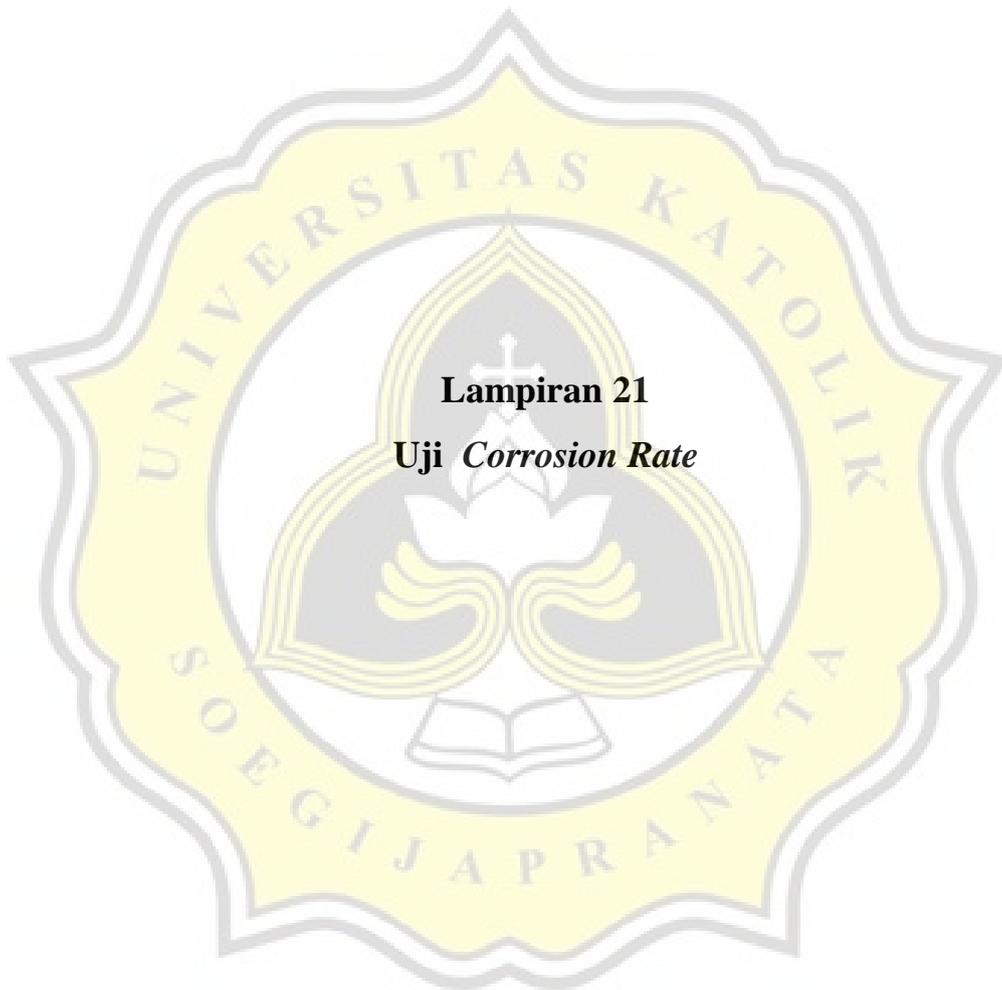 UNIVERSITAS KATOLIK
Lampiran 21
Uji Corrosion Rate
SOEGIJAPRANATA